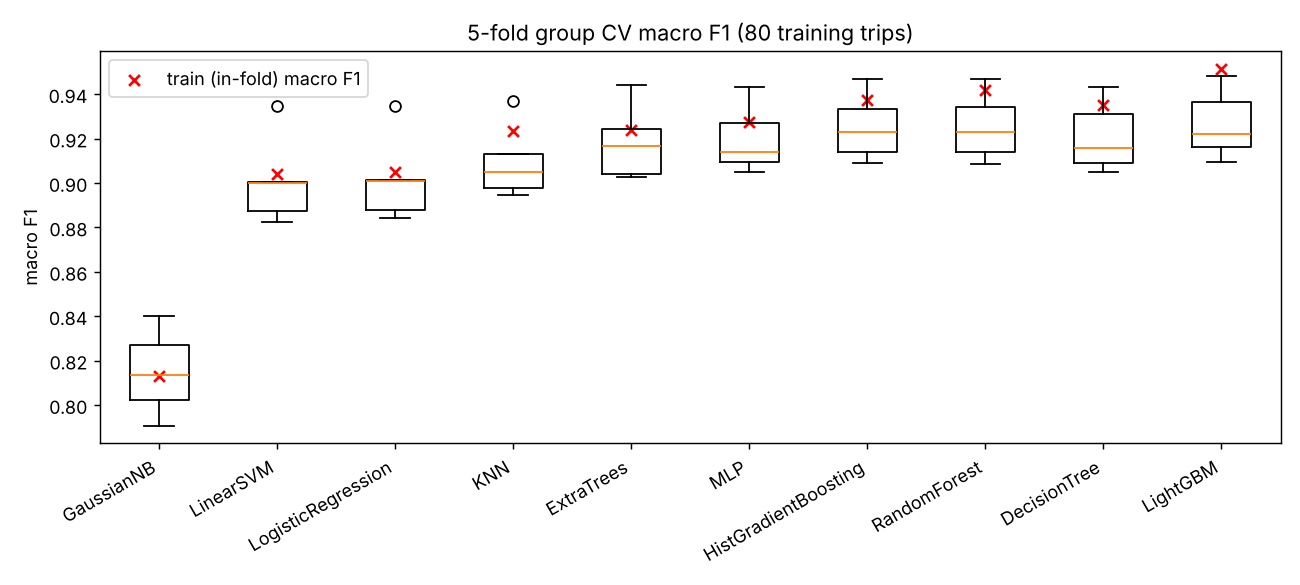 5-fold group CV macro F1 (80 training trips)
train (in-fold) macro F1
macro F1
0.94
0.92
0.90
0.88
0.86
0.84
0.82
0.80
GaussianNB
LinearSVM
LogisticRegression
KNN
ExtraTrees
MLP
HistGradientBoosting
RandomForest
DecisionTree
LightGBM